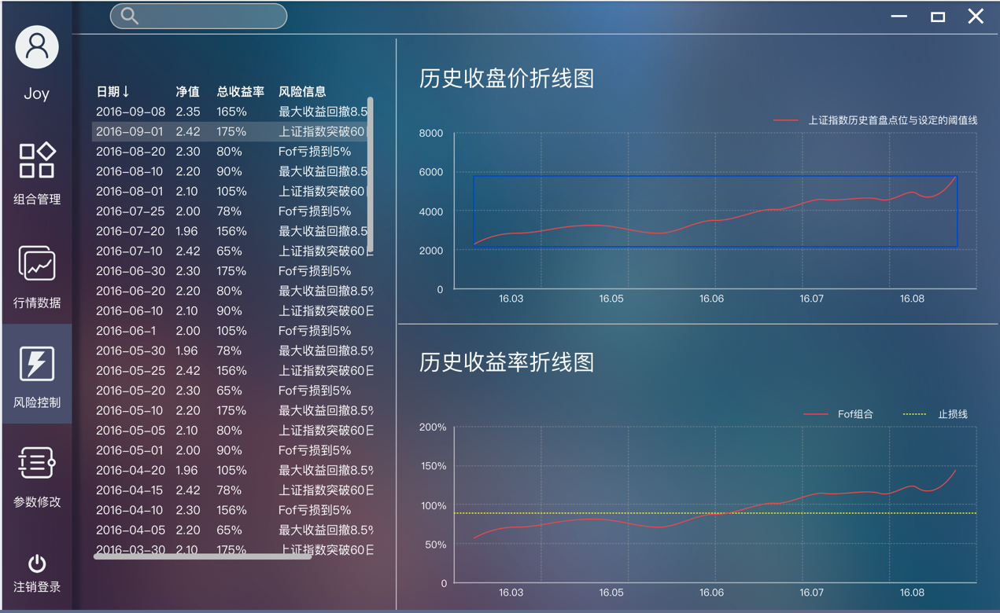 Joy
组合管理
行情数据
风险控制
参数修改
注销登录
日期↓ 净值 总收益率 风险信息
2016-09-08 2.35 165% 最大收益回撤8.5
2016-09-01 2.42 175% 上证指数突破60
2016-08-20 2.30 80% Fof亏损到5%
2016-08-10 2.20 90% 最大收益回撤8.5
2016-08-01 2.10 105% 上证指数突破60
2016-07-25 2.00 78% Fof亏损到5%
2016-07-20 1.96 156% 最大收益回撤8.5
2016-07-10 2.42 65% 上证指数突破60日
2016-06-30 2.30 175% Fof亏损到5%
2016-06-20 2.20 80% 最大收益回撤8.5%
2016-06-10 2.10 90% 上证指数突破60日
2016-06-1 2.00 105% Fof亏损到5%
2016-05-30 1.96 78% 最大收益回撤8.5%
2016-05-25 2.42 156% 上证指数突破60日
2016-05-20 2.30 65% Fof亏损到5%
2016-05-10 2.20 175% 最大收益回撤8.5%
2016-05-05 2.10 80% 上证指数突破60日
2016-05-01 2.00 90% Fof亏损到5%
2016-04-20 1.96 105% 最大收益回撤8.5%
2016-04-15 2.42 78% 上证指数突破60日
2016-04-10 2.30 156% Fof亏损到5%
2016-04-05 2.20 65% 最大收益回撤8.5%
2016-03-30 2.10 175% 上证指数突破60日
历史收盘价折线图
上证指数历史首盘点位与设定的阈值线
8000
6000
4000
2000
0
16.03 16.05 16.06 16.07 16.08
历史收益率折线图
Fof组合 止损线
200%
150%
100%
50%
0
16.03 16.05 16.06 16.07 16.08